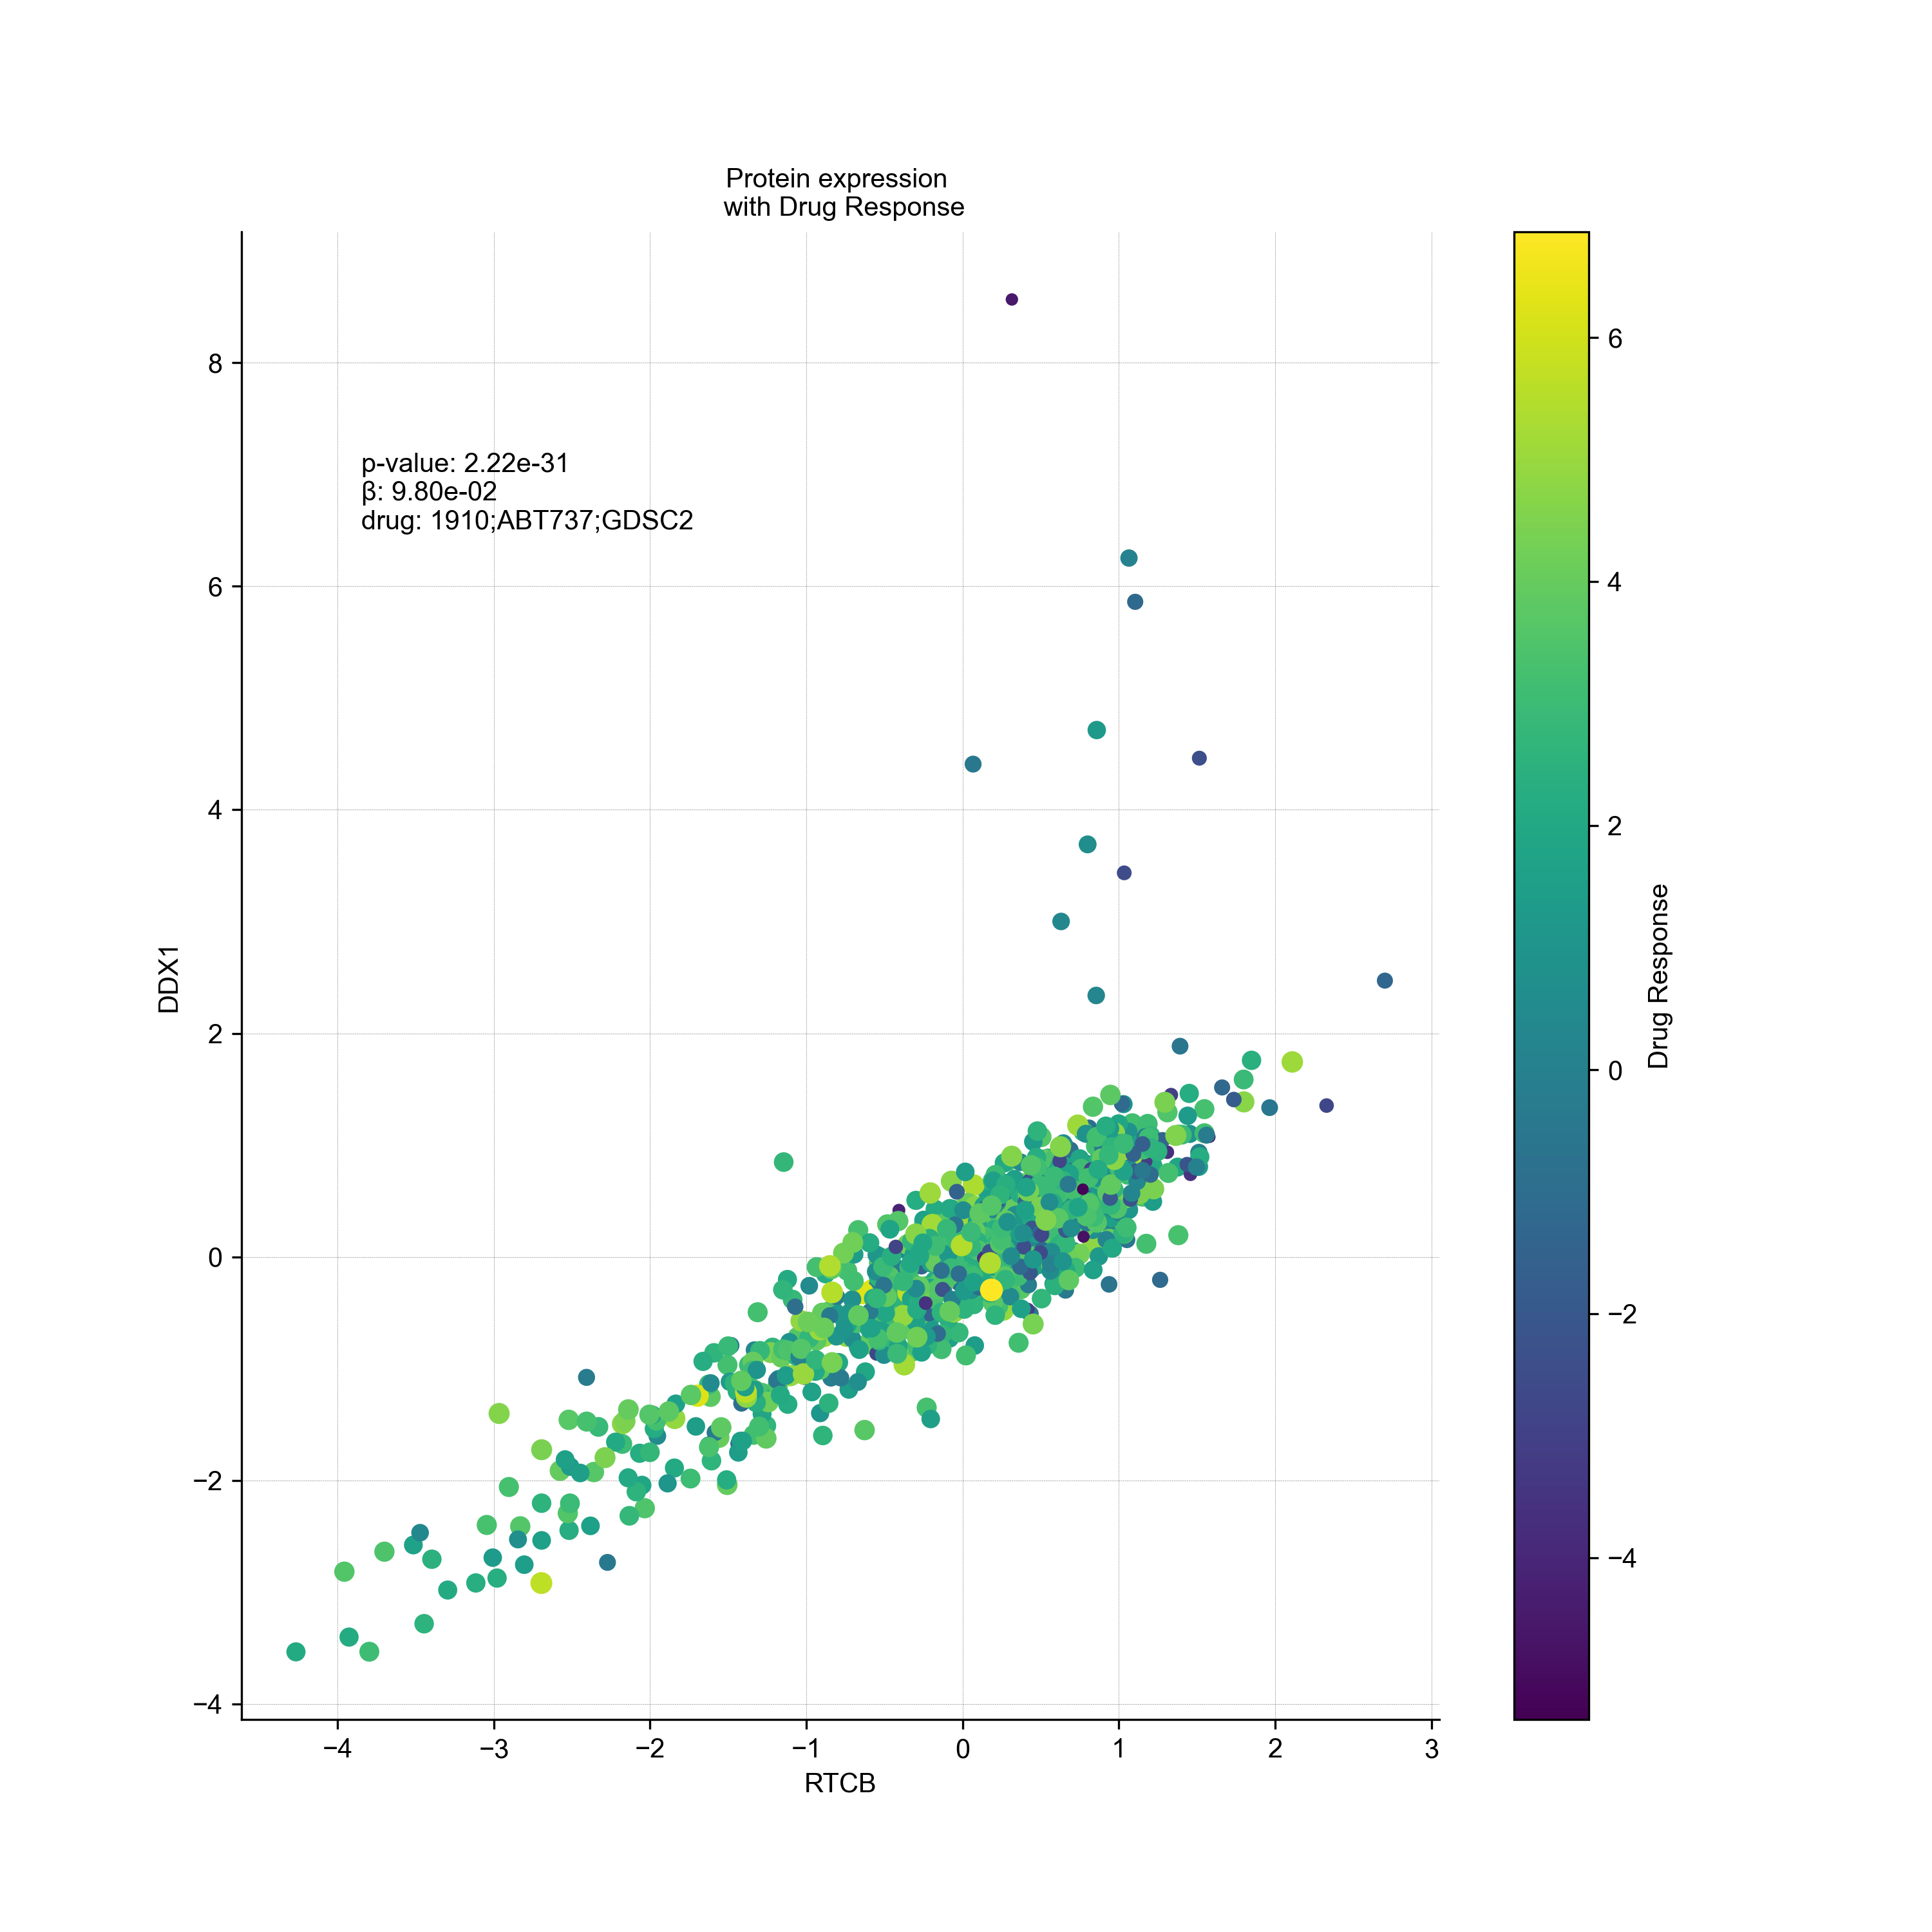 Protein expression
with Drug Response
p-value: 2.22e-31
β: 9.80e-02
drug: 1910;ABT737;GDSC2
8
6
4
2
0
−2
−4
DDX1
−4
−3
−2
−1
0
1
2
3
RTCB
6
4
2
0
−2
−4
Drug Response